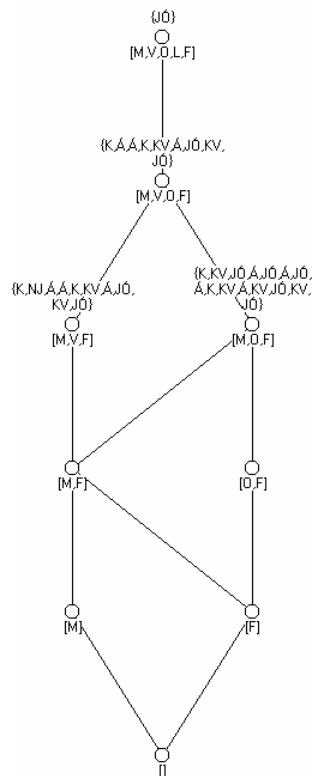 {JÓ}
[M,V,O,L,F]
{K,Á,Á,K,KV,Á,JÓ,KV,
JÓ}
[M,V,O,F]
{K,NJ,Á,Á,K,KV,Á,JÓ,
KV,JÓ}
[M,V,F]
{K,KV,JÓ,Á,JÓ,Á,JÓ,
Á,K,KV,Á,KV,JÓ,KV,
JÓ}
[M,O,F]
[M,F]
[O,F]
[M]
[F]
[]